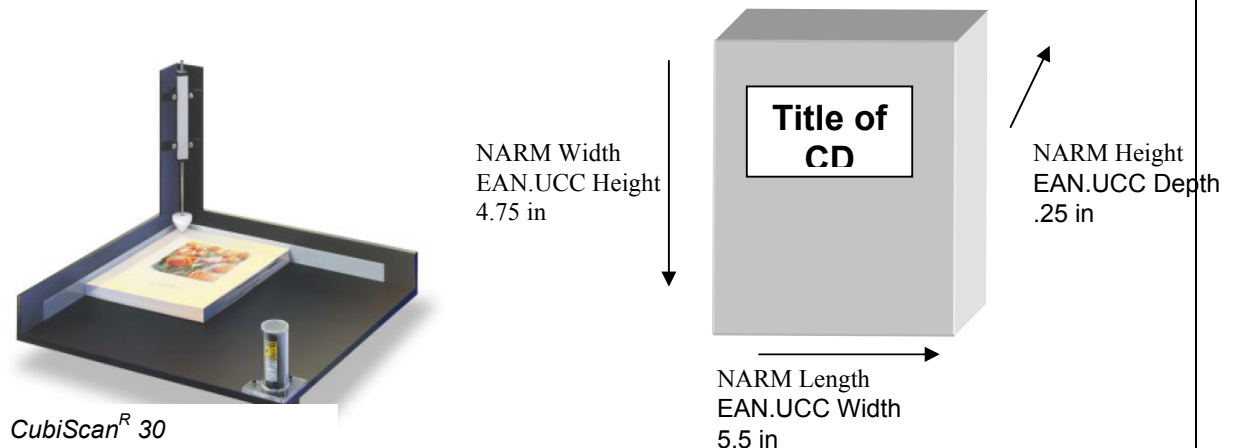 Title of
CD
NARM Width
EAN.UCC Height
4.75 in
NARM Height
EAN.UCC Depth
.25 in
NARM Length
EAN.UCC Width
5.5 in
CubiScanR 30